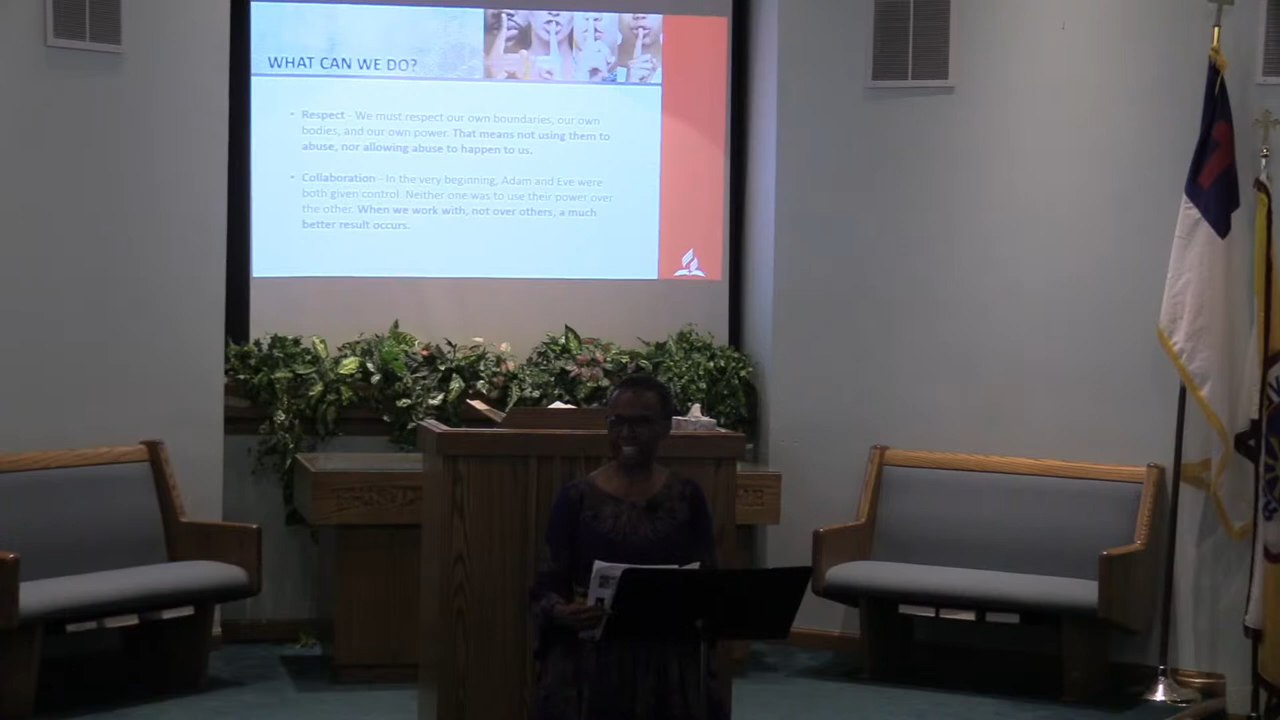 WHAT CAN WE DO?
• Respect - We must respect our own boundaries, our own
bodies, and our own power. That means not using them to
abuse, nor allowing abuse to happen to us.
• Collaboration - In the very beginning, Adam and Eve were
both given control. Neither one was to use their power over
the other. When we work with, not over others, a much
better result occurs.